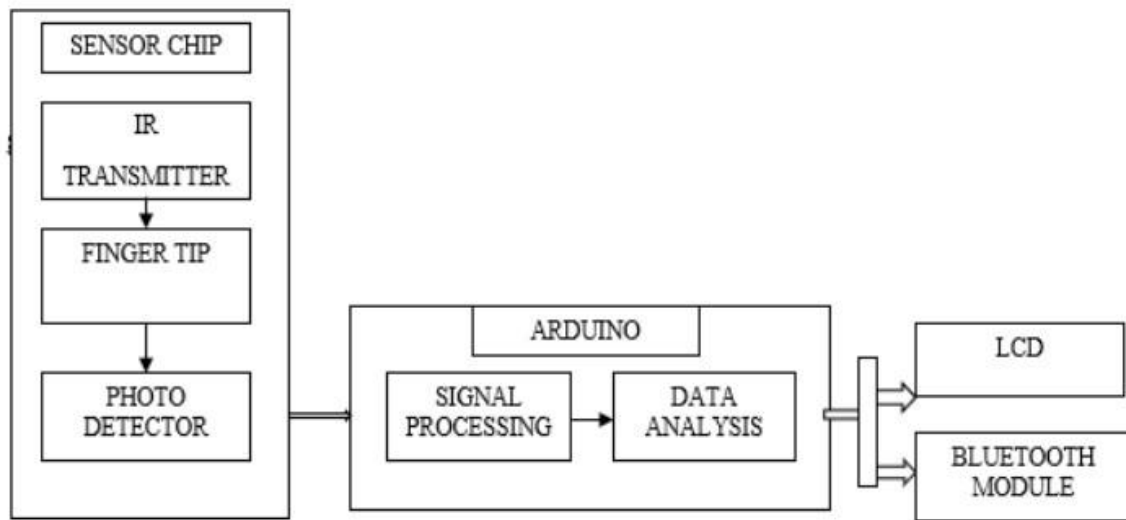 SENSOR CHIP
IR
TRANSMITTER
FINGER TIP
PHOTO
DETECTOR
ARDUINO
SIGNAL
PROCESSING
DATA
ANALYSIS
LCD
BLUETOOTH
MODULE